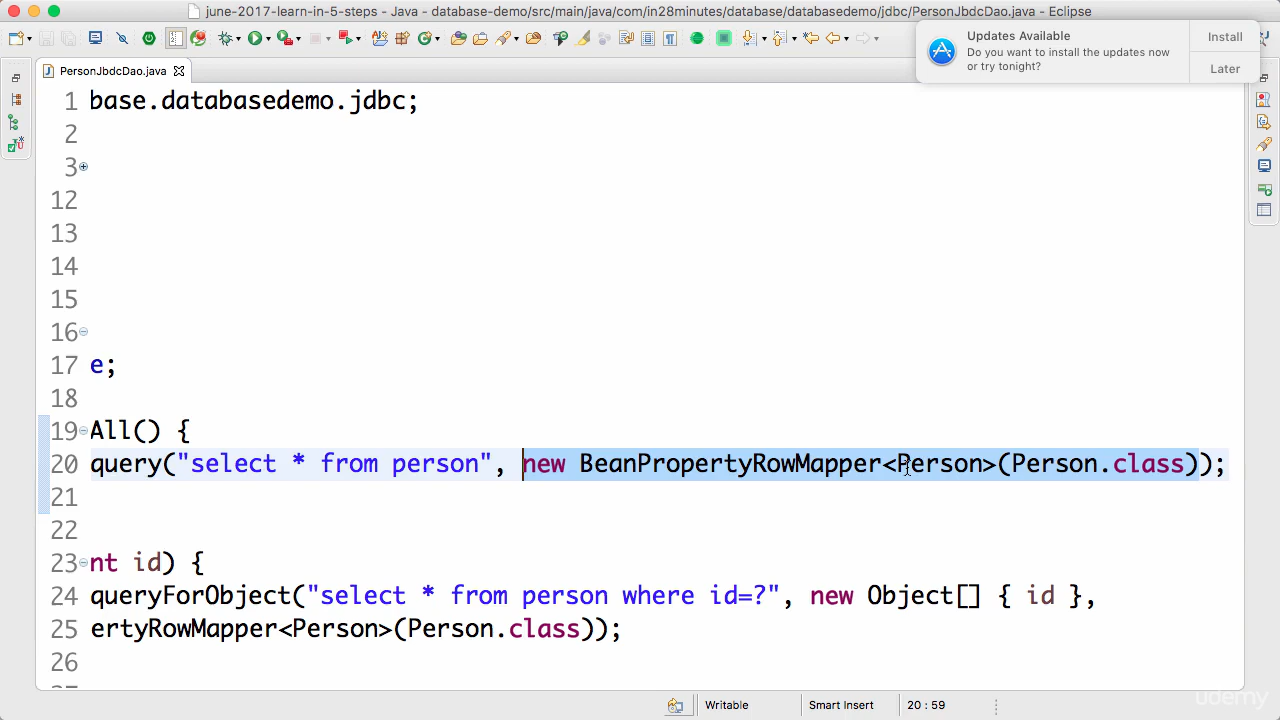 june-2017-learn-in-5-steps - Java - database-demo/src/main/java/com/in28minutes/database/databasedemo/jdbc/PersonJbdcDao.java - Eclipse
Updates Available
Do you want to install the updates now
or try tonight?
Install
Later
PersonJbdcDao.java
1 base.databasedemo.jdbc;
2
3
12
13
14
15
16
17 e;
18
19 All() {
20 query("select * from person", new BeanPropertyRowMapper<Person>(Person.class));
21
22
23 nt id) {
24 queryForObject("select * from person where id=?", new Object[] { id },
25 ertyRowMapper<Person>(Person.class));
26
Writable
Smart Insert
20 : 59
udemy